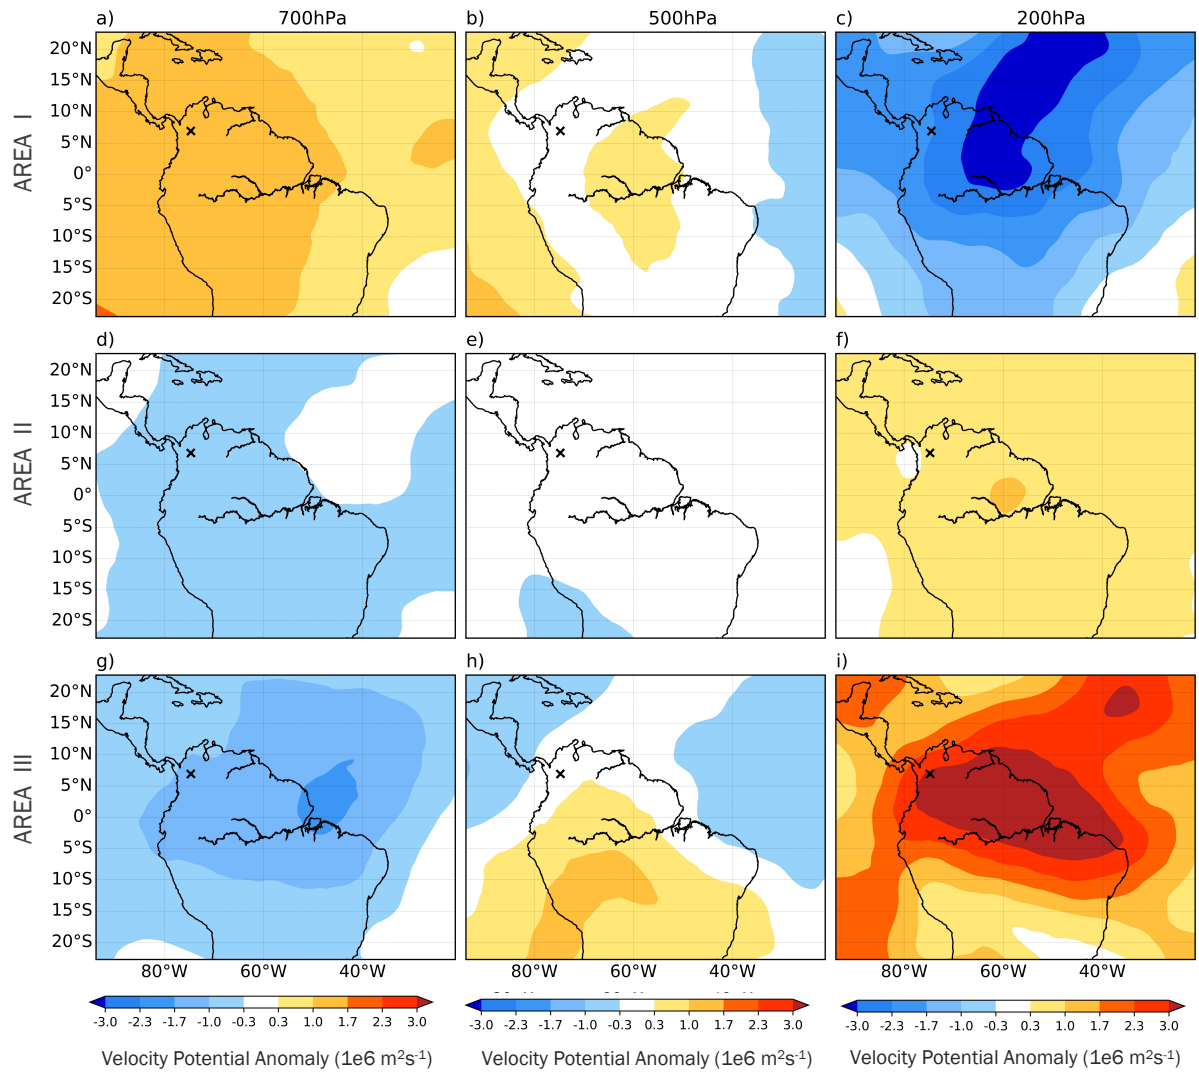 a) 700hPa b) 500hPa c) 200hPa
AREA I
20°N
15°N
10°N
5°N
0°
5°S
10°S
15°S
20°S
d) e) f)
AREA II
20°N
15°N
10°N
5°N
0°
5°S
10°S
15°S
20°S
g) h) i)
AREA III
20°N
15°N
10°N
5°N
0°
5°S
10°S
15°S
20°S
80°W 60°W 40°W 80°W 60°W 40°W 80°W 60°W 40°W
-3.0 -2.3 -1.7 -1.0 -0.3 0.3 1.0 1.7 2.3 3.0 -3.0 -2.3 -1.7 -1.0 -0.3 0.3 1.0 1.7 2.3 3.0 -3.0 -2.3 -1.7 -1.0 -0.3 0.3 1.0 1.7 2.3 3.0
Velocity Potential Anomaly (1e6 m²s⁻¹) Velocity Potential Anomaly (1e6 m²s⁻¹) Velocity Potential Anomaly (1e6 m²s⁻¹)